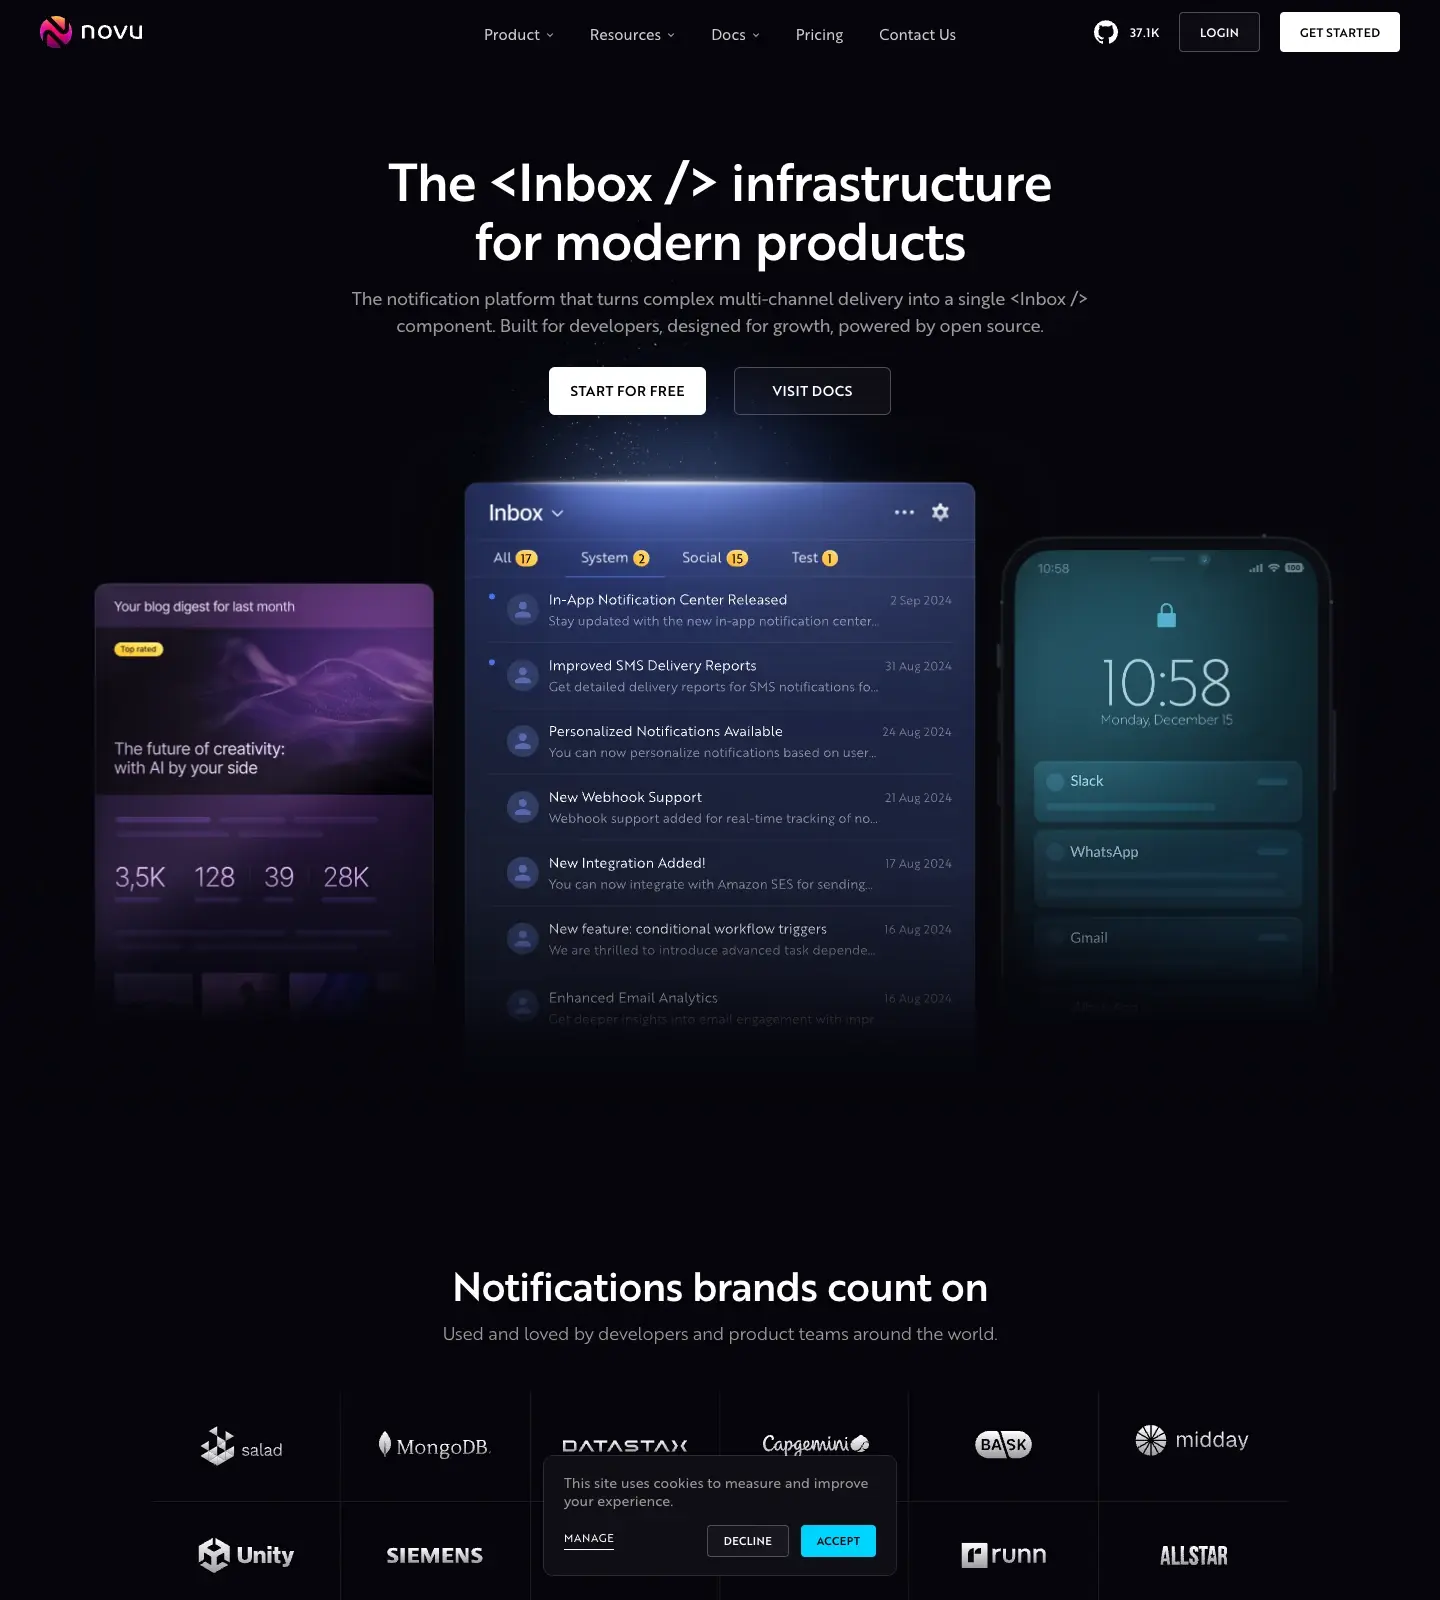 novu
Product
Resources
Docs
Pricing
Contact Us
37.1K
LOGIN
GET STARTED
The <Inbox /> infrastructure
for modern products
The notification platform that turns complex multi-channel delivery into a single <Inbox />
component. Built for developers, designed for growth, powered by open source.
START FOR FREE
VISIT DOCS
Your blog digest for last month
Top rated
The future of creativity:
with AI by your side
3,5K 128 39 28K
Inbox
All 17 System 2 Social 15 Test 1
In-App Notification Center Released 2 Sep 2024
Stay updated with the new in-app notification center...
Improved SMS Delivery Reports 31 Aug 2024
Get detailed delivery reports for SMS notifications fo...
Personalized Notifications Available 24 Aug 2024
You can now personalize notifications based on user...
New Webhook Support 21 Aug 2024
Webhook support added for real-time tracking of no...
New Integration Added! 17 Aug 2024
You can now integrate with Amazon SES for sending...
New feature: conditional workflow triggers 16 Aug 2024
We are thrilled to introduce advanced task depende...
Enhanced Email Analytics 16 Aug 2024
Get deeper insights into email engagement with impr
10:58 100
10:58
Monday, December 15
Slack
WhatsApp
Gmail
Notifications brands count on
Used and loved by developers and product teams around the world.
salad
MongoDB.
DATASTAX
Capgemini
BASK
midday
Unity
SIEMENS
runn
ALLSTAR
This site uses cookies to measure and improve
your experience.
MANAGE
DECLINE
ACCEPT